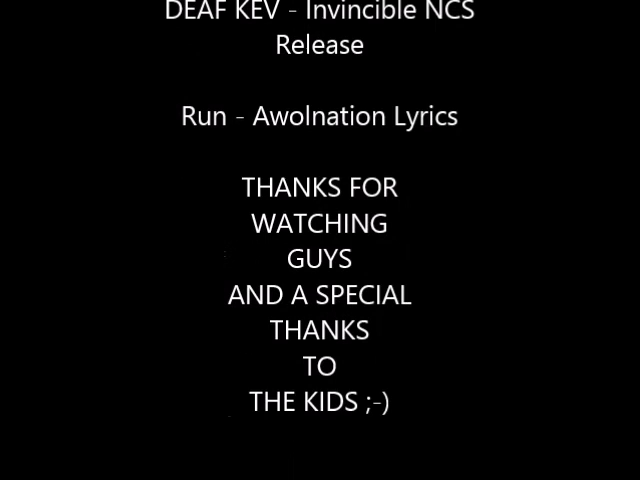 DEAF KEV - Invincible NCS
Release
Run - Awolnation Lyrics
THANKS FOR
WATCHING
GUYS
AND A SPECIAL
THANKS
TO
THE KIDS ;-)